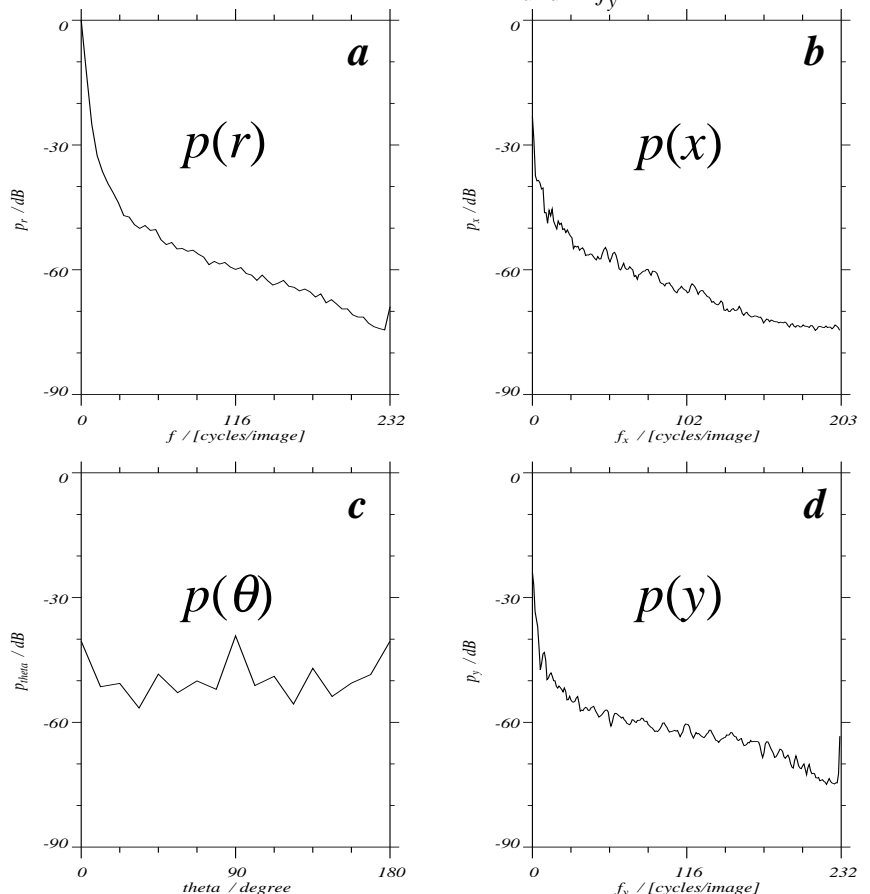 0
a
p(r)
-30
p_r / dB
-60
-90
0 116 232
f / [cycles/image]
0
b
p(x)
-30
p_x / dB
-60
-90
0 102 203
f_x / [cycles/image]
0
c
p(θ)
-30
p_theta / dB
-60
-90
0 90 180
theta / degree
0
d
p(y)
-30
p_y / dB
-60
-90
0 116 232
f_y / [cycles/image]